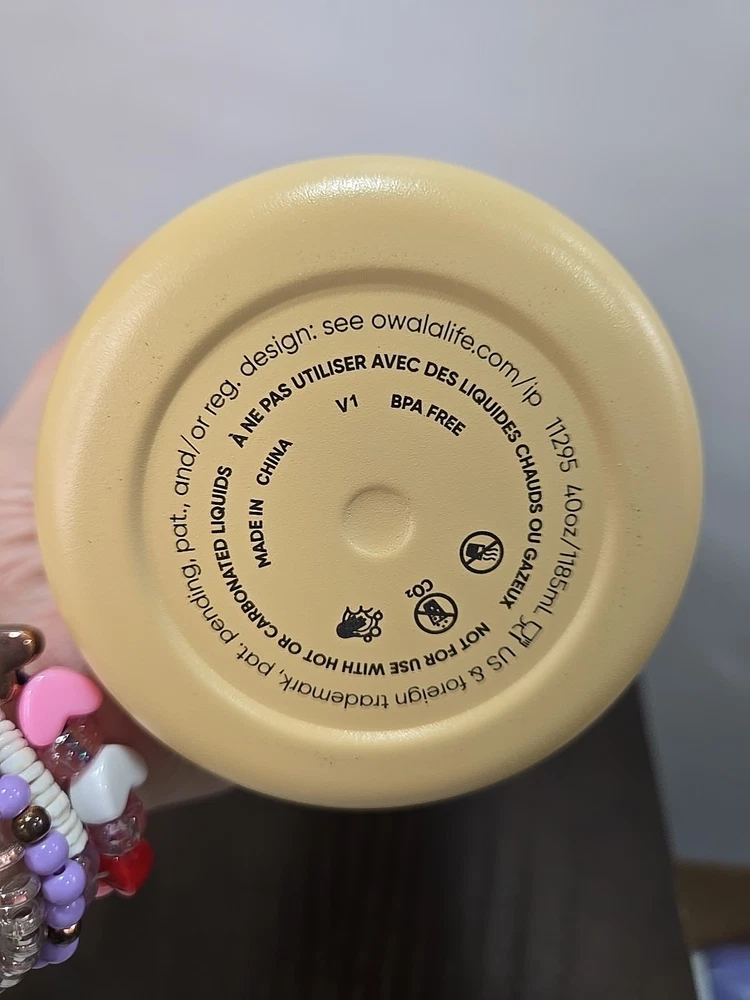 US & foreign trademark, pat. pending, pat., and/or reg. design: see owalalife.com/ip 11295 40oz/1185mL
NOT FOR USE WITH HOT OR CARBONATED LIQUIDS
À NE PAS UTILISER AVEC DES LIQUIDES CHAUDS OU GAZEUX
MADE IN CHINA
V1
BPA FREE
CO₂